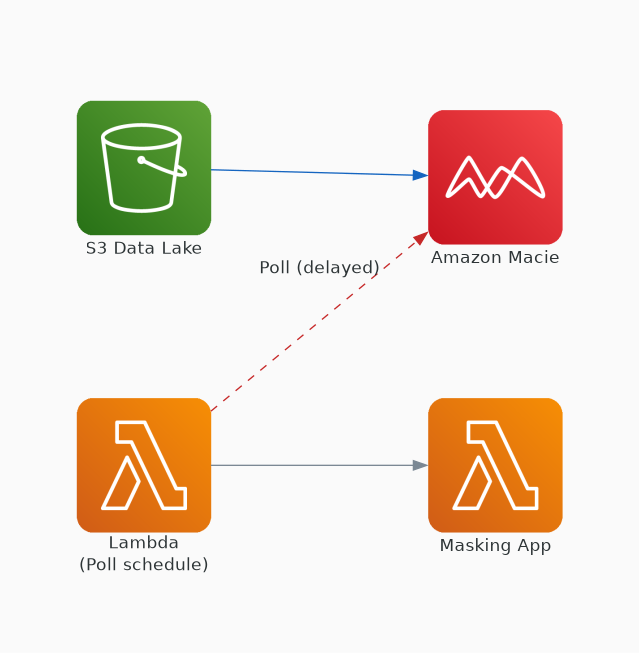 S3 Data Lake
Amazon Macie
Poll (delayed)
Lambda
(Poll schedule)
Masking App